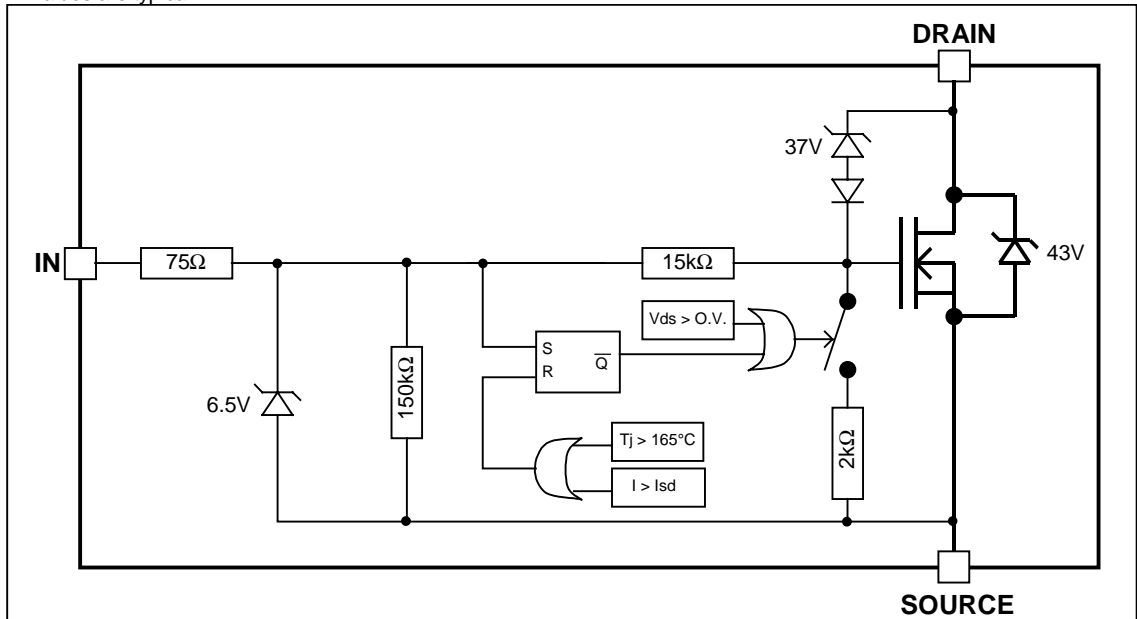 DRAIN
37V
IN
75Ω
15kΩ
43V
Vds > O.V.
S
R
Q̅
6.5V
150kΩ
Tj > 165°C
I > Isd
2kΩ
SOURCE